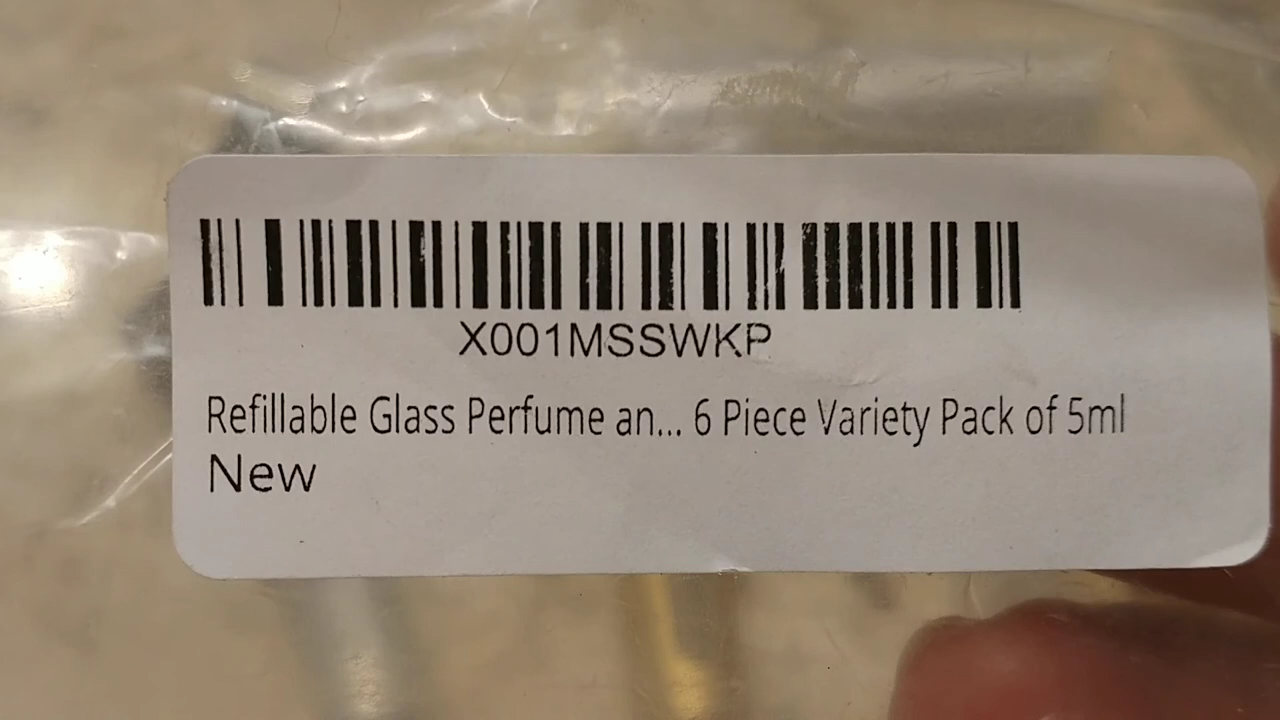 X001MSSWKP
Refillable Glass Perfume an... 6 Piece Variety Pack of 5ml
New